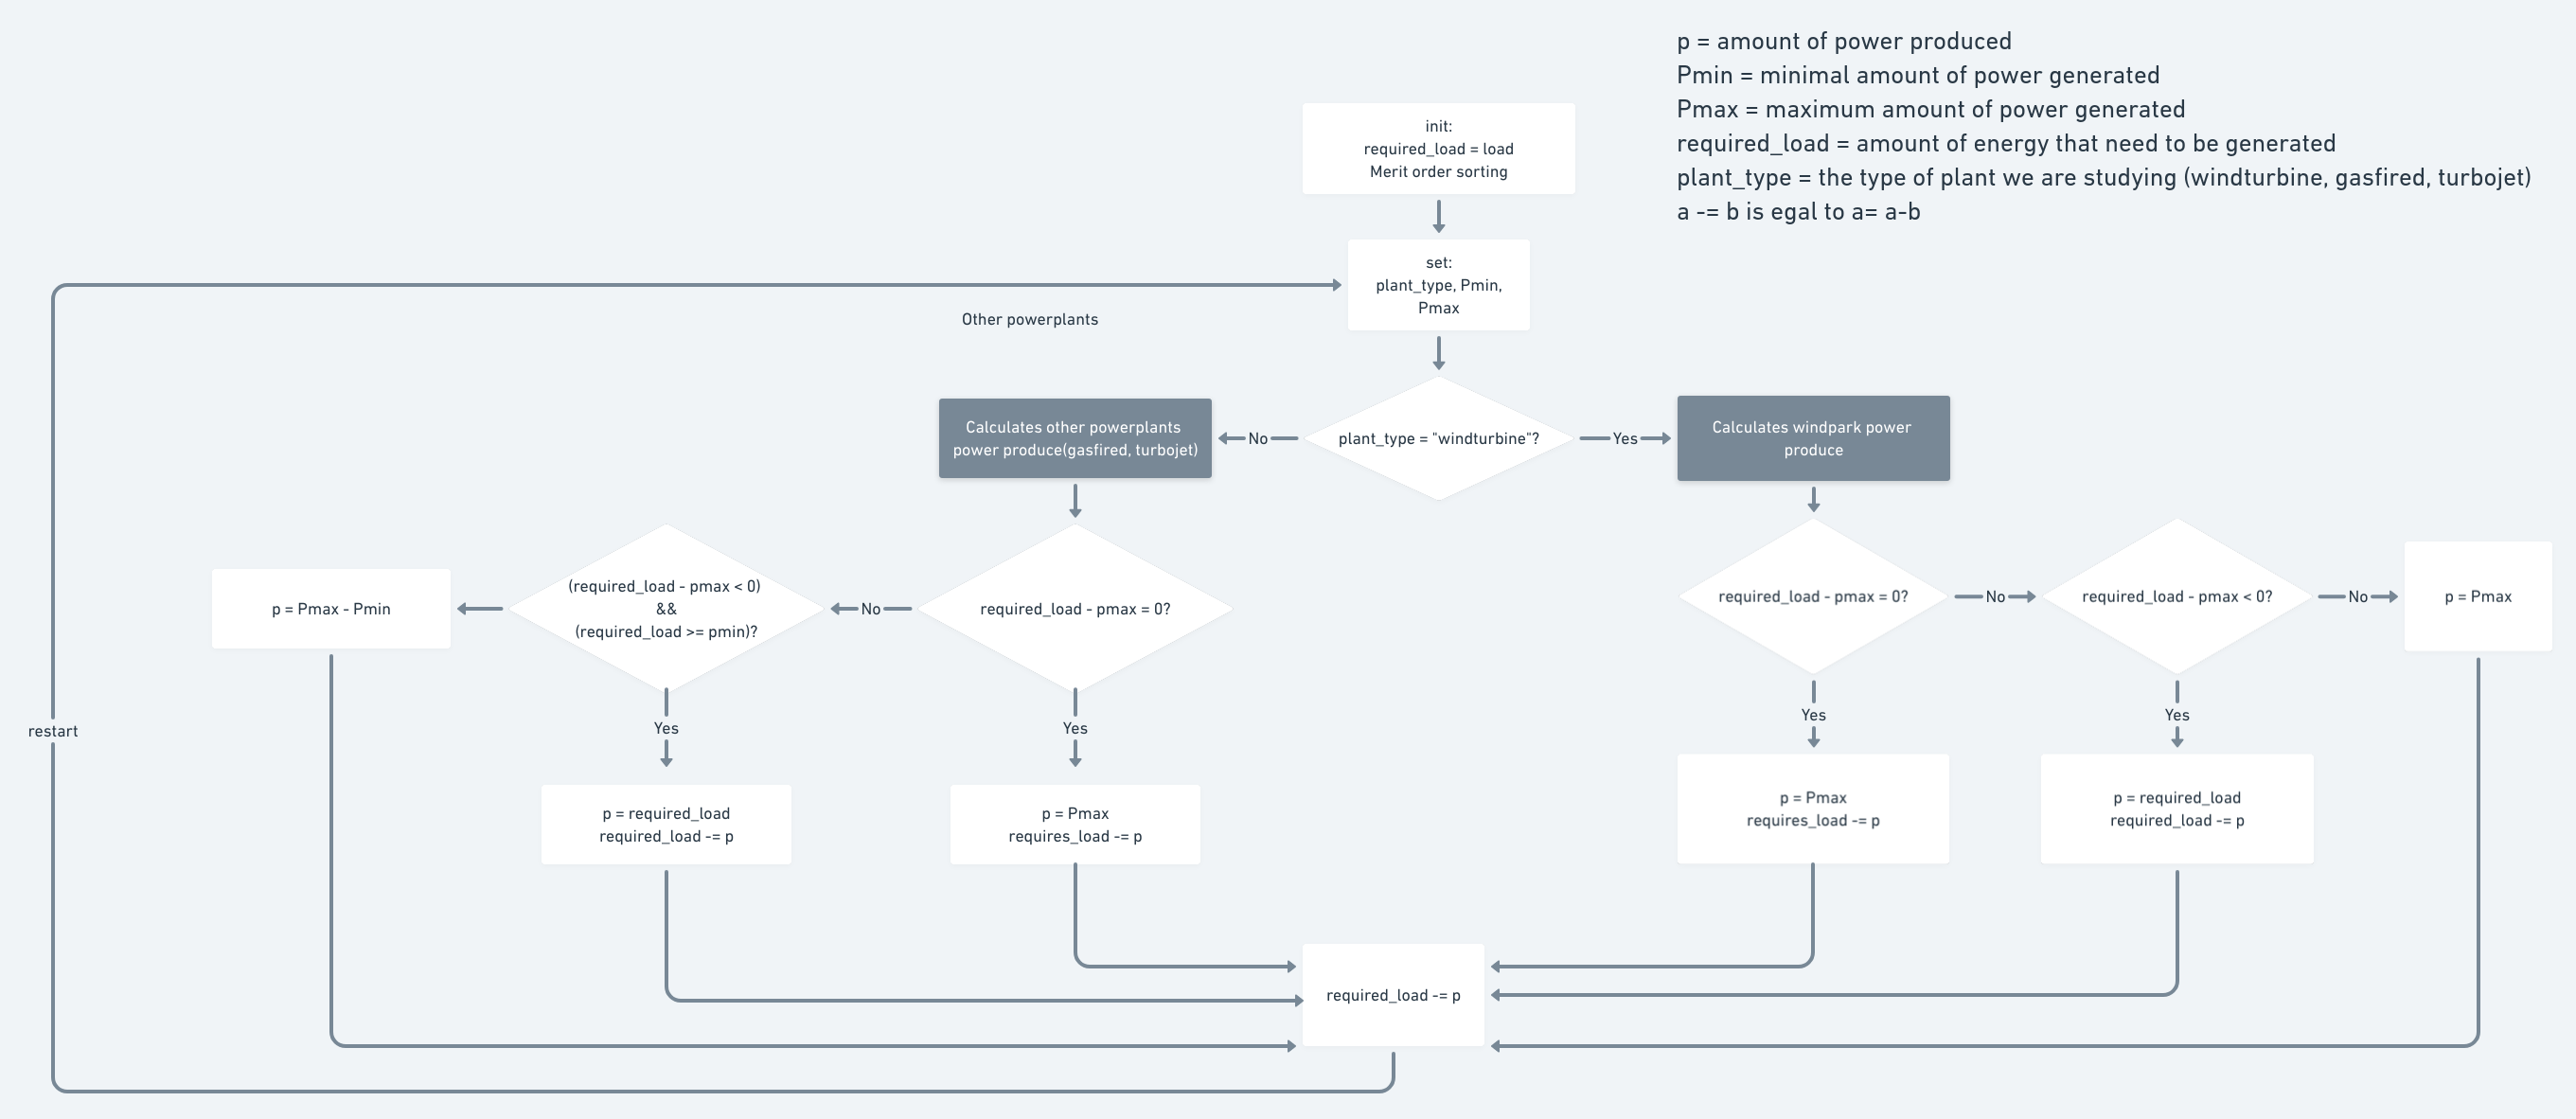 p = amount of power produced
Pmin = minimal amount of power generated
Pmax = maximum amount of power generated
required_load = amount of energy that need to be generated
plant_type = the type of plant we are studying (windturbine, gasfired, turbojet)
a -= b is egal to a= a-b
init:
required_load = load
Merit order sorting
set:
plant_type, Pmin,
Pmax
Other powerplants
Calculates other powerplants
power produce(gasfired, turbojet)
No
plant_type = "windturbine"?
Yes
Calculates windpark power
produce
p = Pmax - Pmin
(required_load - pmax < 0)
&&
(required_load >= pmin)?
No
required_load - pmax = 0?
required_load - pmax = 0?
No
required_load - pmax < 0?
No
p = Pmax
restart
Yes
Yes
Yes
Yes
p = required_load
required_load -= p
p = Pmax
requires_load -= p
p = Pmax
requires_load -= p
p = required_load
required_load -= p
required_load -= p